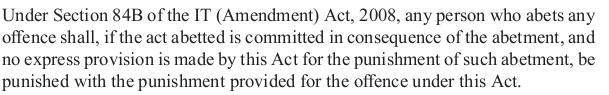 Under Section 84B of the IT (Amendment) Act, 2008, any person who abets any
offence shall, if the act abetted is committed in consequence of the abetment, and
no express provision is made by this Act for the punishment of such abetment, be
punished with the punishment provided for the offence under this Act.